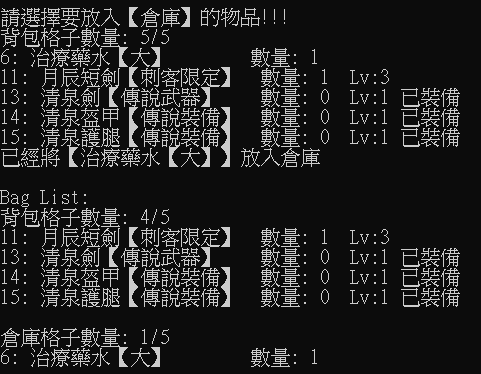 請選擇要放入【倉庫】的物品!!!
背包格子數量: 5/5
6: 治療藥水【大】 數量: 1
11: 月辰短劍【刺客限定】 數量: 1 Lv:3
13: 清泉劍【傳說武器】 數量: 0 Lv:1 已裝備
14: 清泉盔甲【傳說裝備】 數量: 0 Lv:1 已裝備
15: 清泉護腿【傳說裝備】 數量: 0 Lv:1 已裝備
已經將【治療藥水【大】】放入倉庫
Bag List:
背包格子數量: 4/5
11: 月辰短劍【刺客限定】 數量: 1 Lv:3
13: 清泉劍【傳說武器】 數量: 0 Lv:1 已裝備
14: 清泉盔甲【傳說裝備】 數量: 0 Lv:1 已裝備
15: 清泉護腿【傳說裝備】 數量: 0 Lv:1 已裝備
倉庫格子數量: 1/5
6: 治療藥水【大】 數量: 1